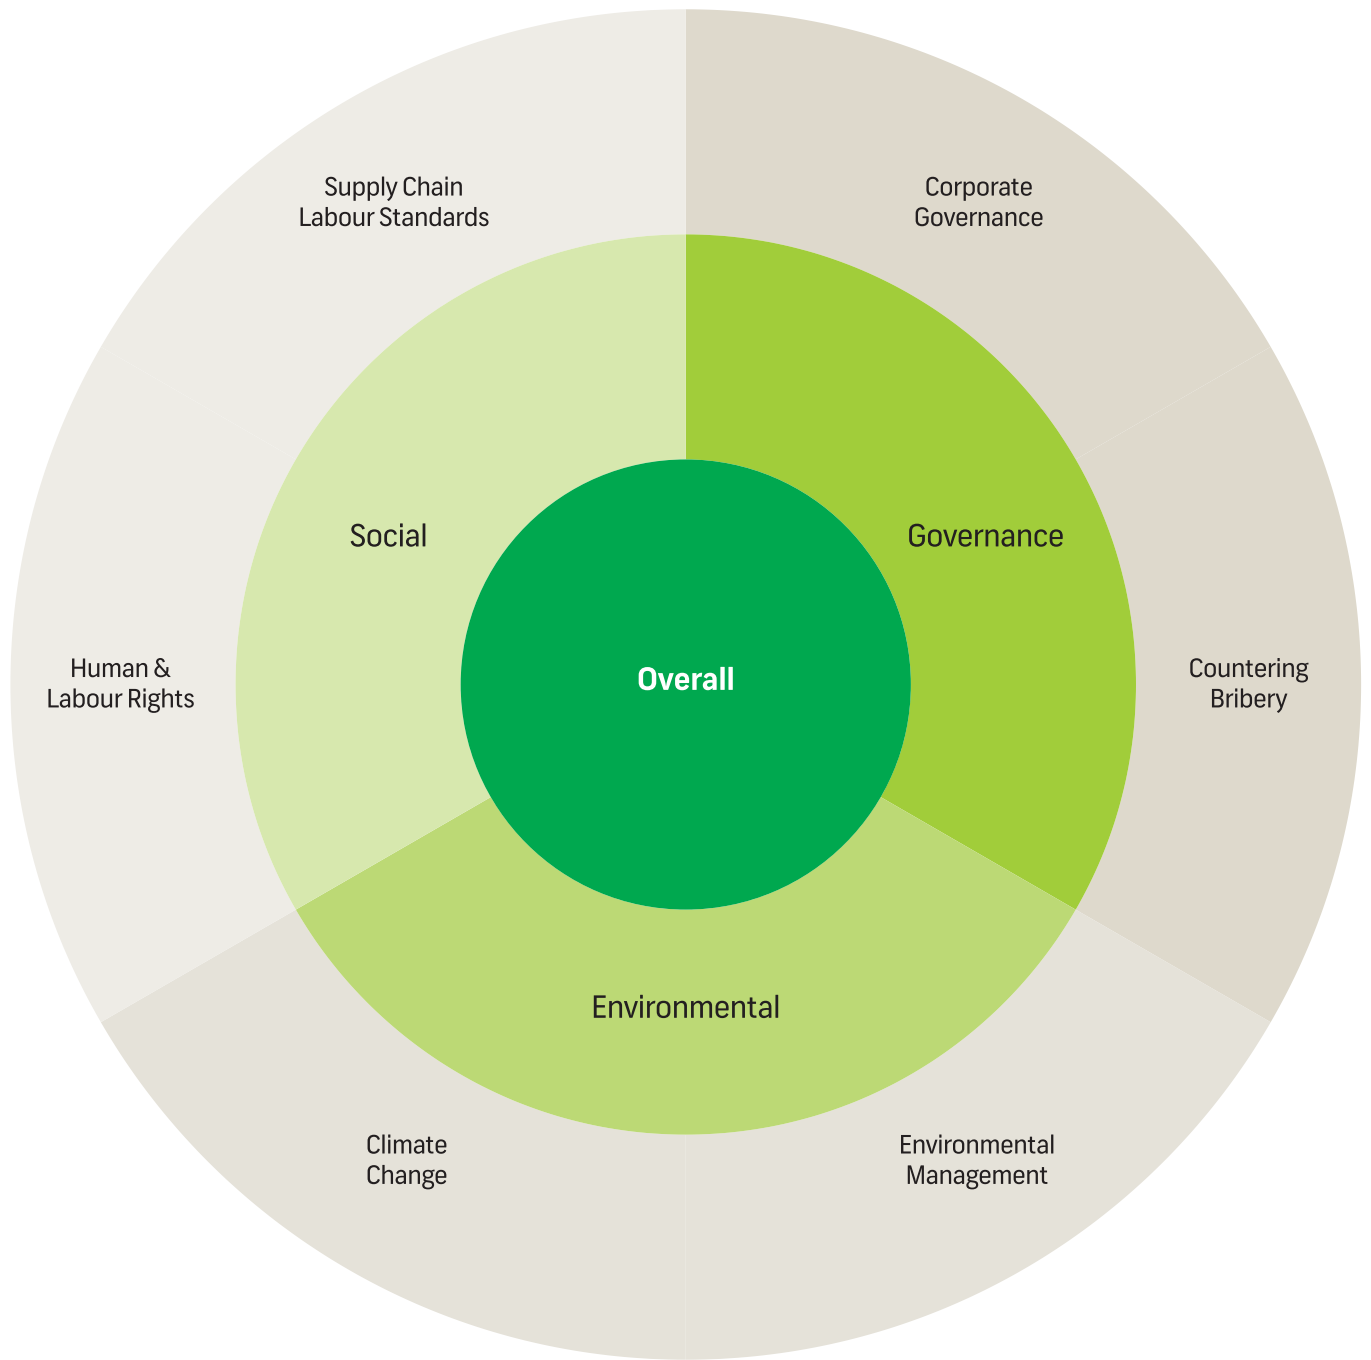 Supply Chain
Labour Standards
Corporate
Governance
Social
Governance
Human &
Labour Rights
Overall
Countering
Bribery
Environmental
Climate
Change
Environmental
Management